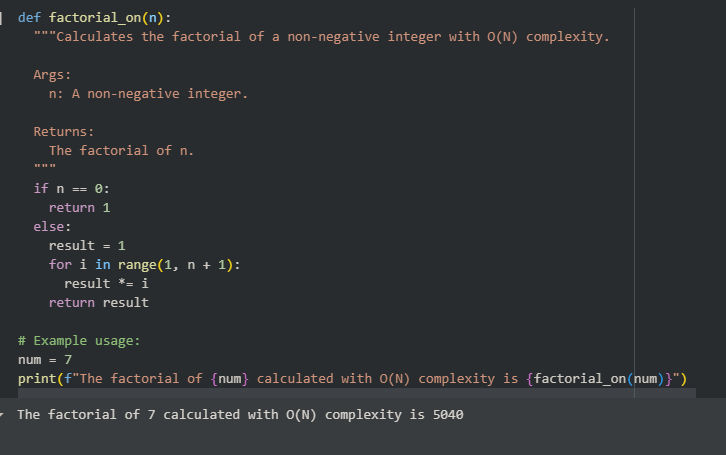 def factorial_on(n):
  """Calculates the factorial of a non-negative integer with O(N) complexity.

  Args:
    n: A non-negative integer.

  Returns:
    The factorial of n.
  """
  if n == 0:
    return 1
  else:
    result = 1
    for i in range(1, n + 1):
      result *= i
    return result

# Example usage:
num = 7
print(f"The factorial of {num} calculated with O(N) complexity is {factorial_on(num)}")
The factorial of 7 calculated with O(N) complexity is 5040